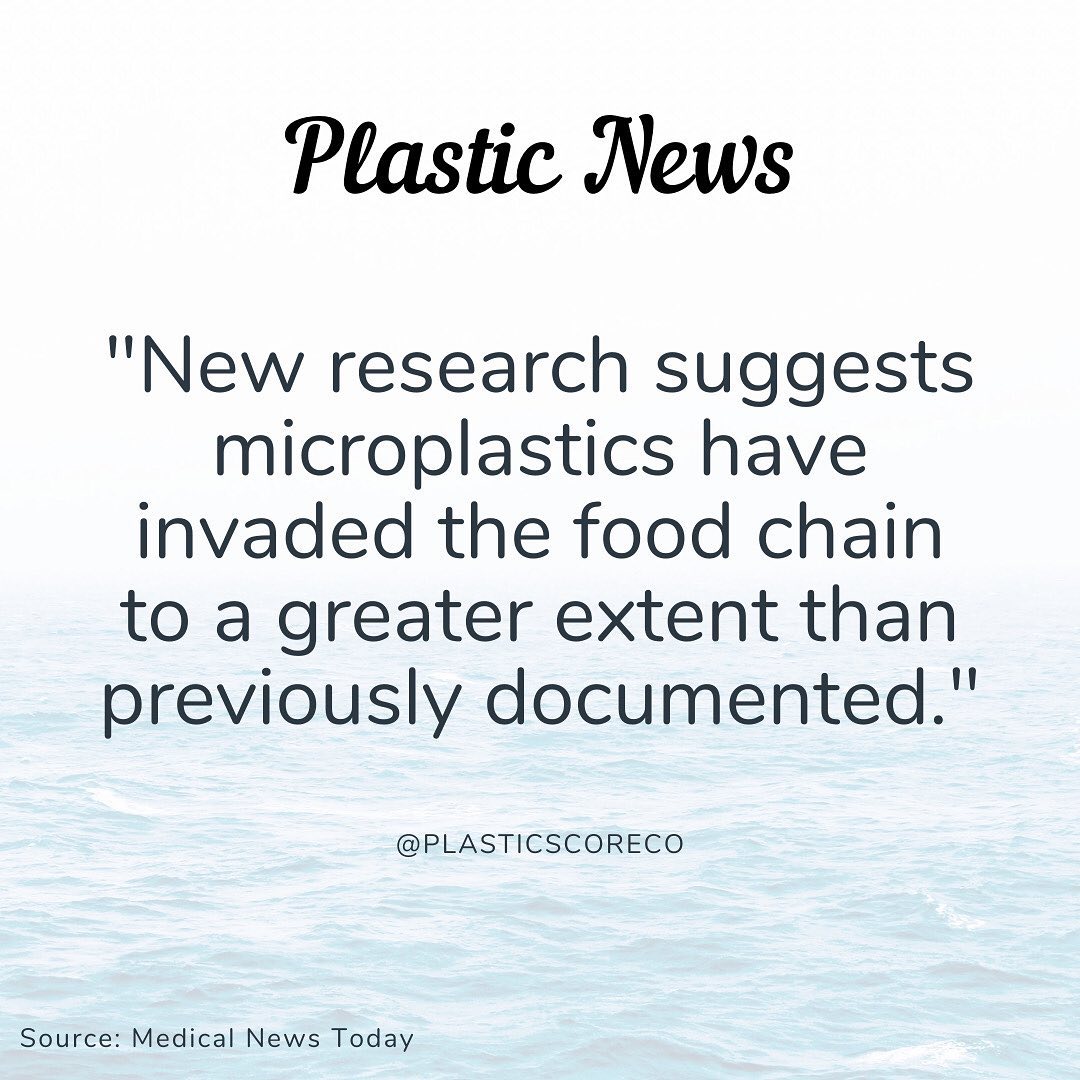 Plastic News
"New research suggests
microplastics have
invaded the food chain
to a greater extent than
previously documented."
@PLASTICSCORECO
Source: Medical News Today